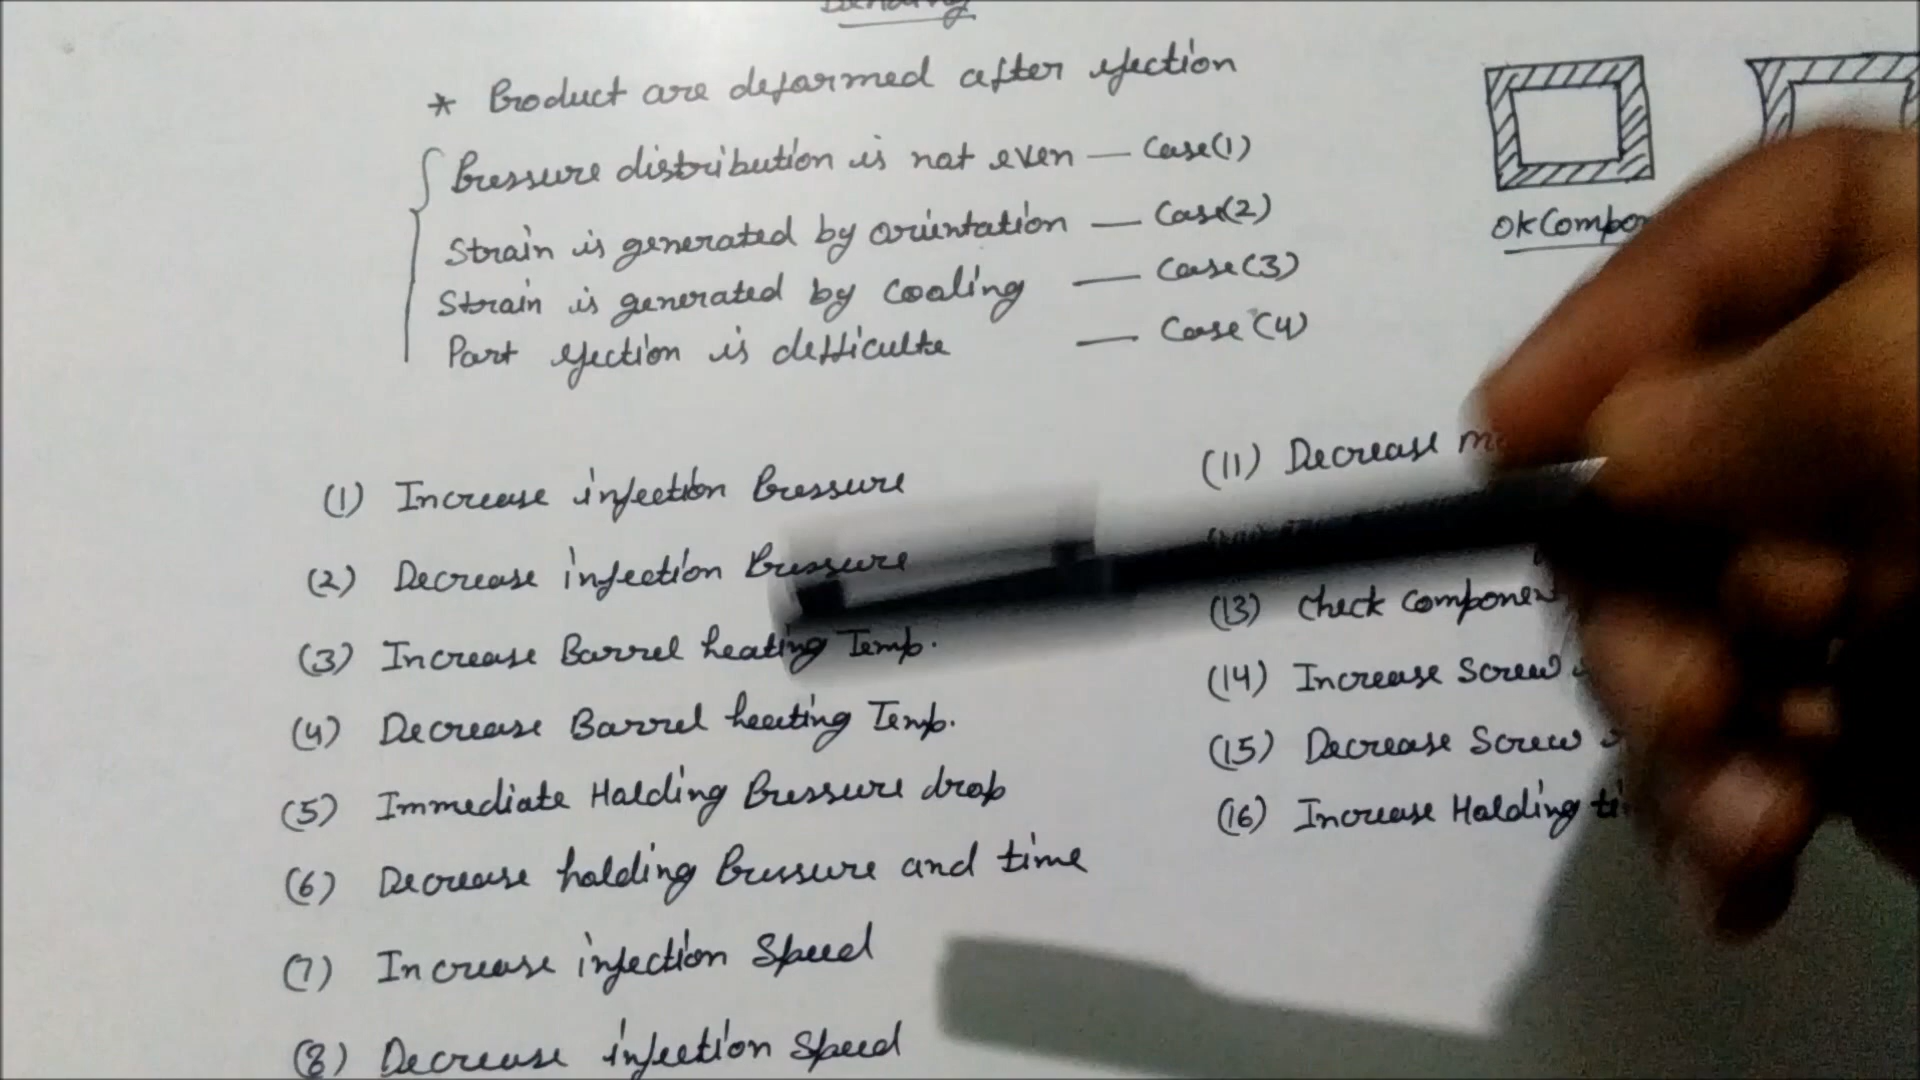 Bending
* Product are deformed after ejection
Pressure distribution is not even — Case(1)
Strain is generated by orientation — Case(2)
Strain is generated by cooling — Case(3)
Part ejection is defficulte — Case (4)
Ok Compo
(1) Increase injection Pressure
(2) Decrease injection Pressure
(3) Increase Barrel heating Temp.
(4) Decrease Barrel heating Temp.
(5) Immediate Holding Pressure drop
(6) Decrease holding Pressure and time
(7) Increase injection Speed
(8) Decrease injection Speed
(11) Decrease
(13) Check Componen
(14) Increase Screw
(15) Decrease Screw
(16) Increase Holding ti